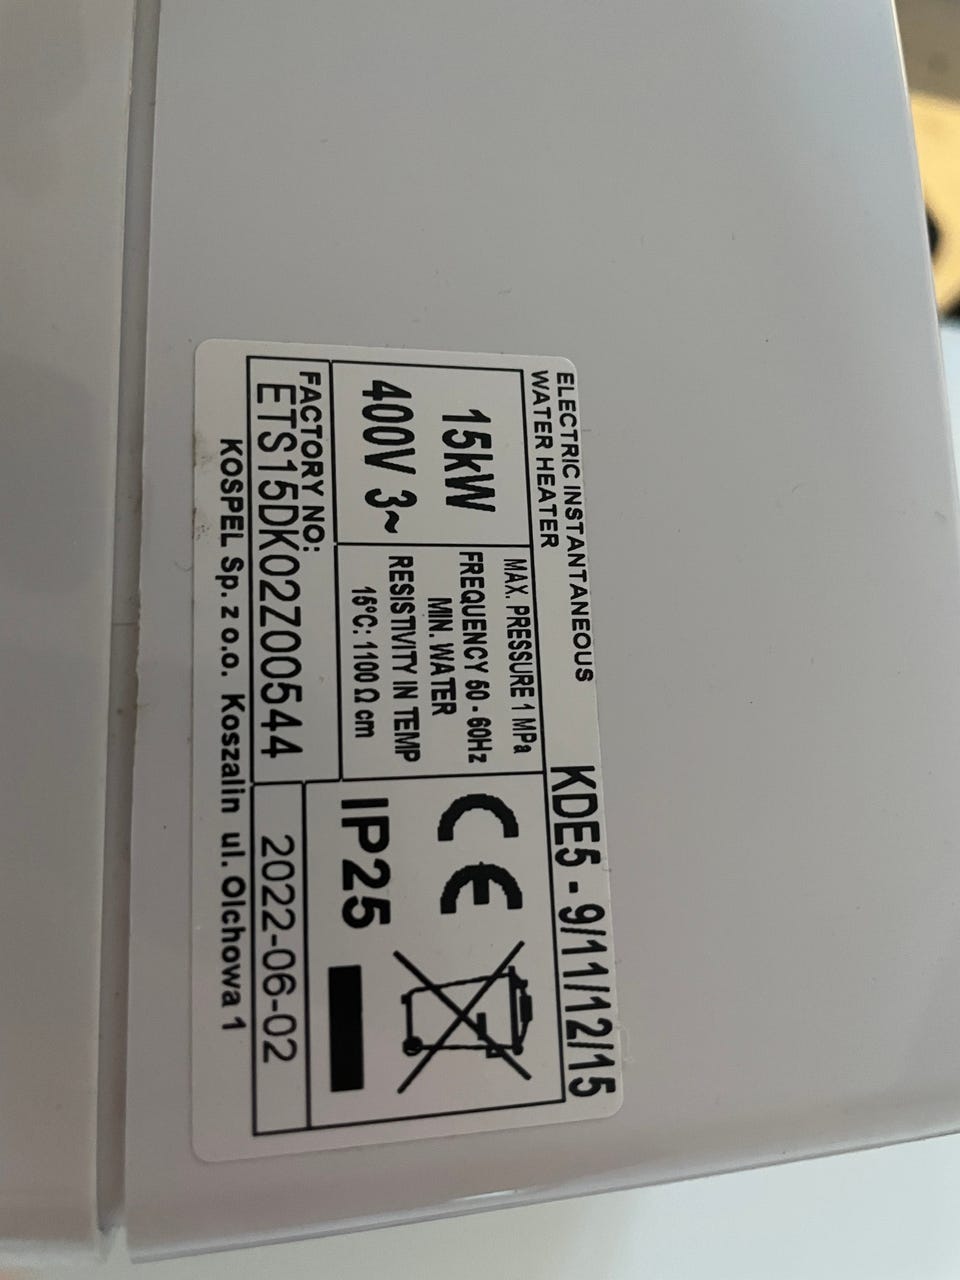 ELECTRIC INSTANTANEOUS
WATER HEATER
KDE5 - 9/11/12/15
15kW
400V 3~
MAX. PRESSURE 1 MPa
FREQUENCY 50 - 60Hz
MIN. WATER
RESISTIVITY IN TEMP
15°C: 1100 Ω cm
CE
IP25
FACTORY NO:
ETS15DK02Z00544
2022-06-02
KOSPEL Sp. z o.o. Koszalin ul. Olchowa 1